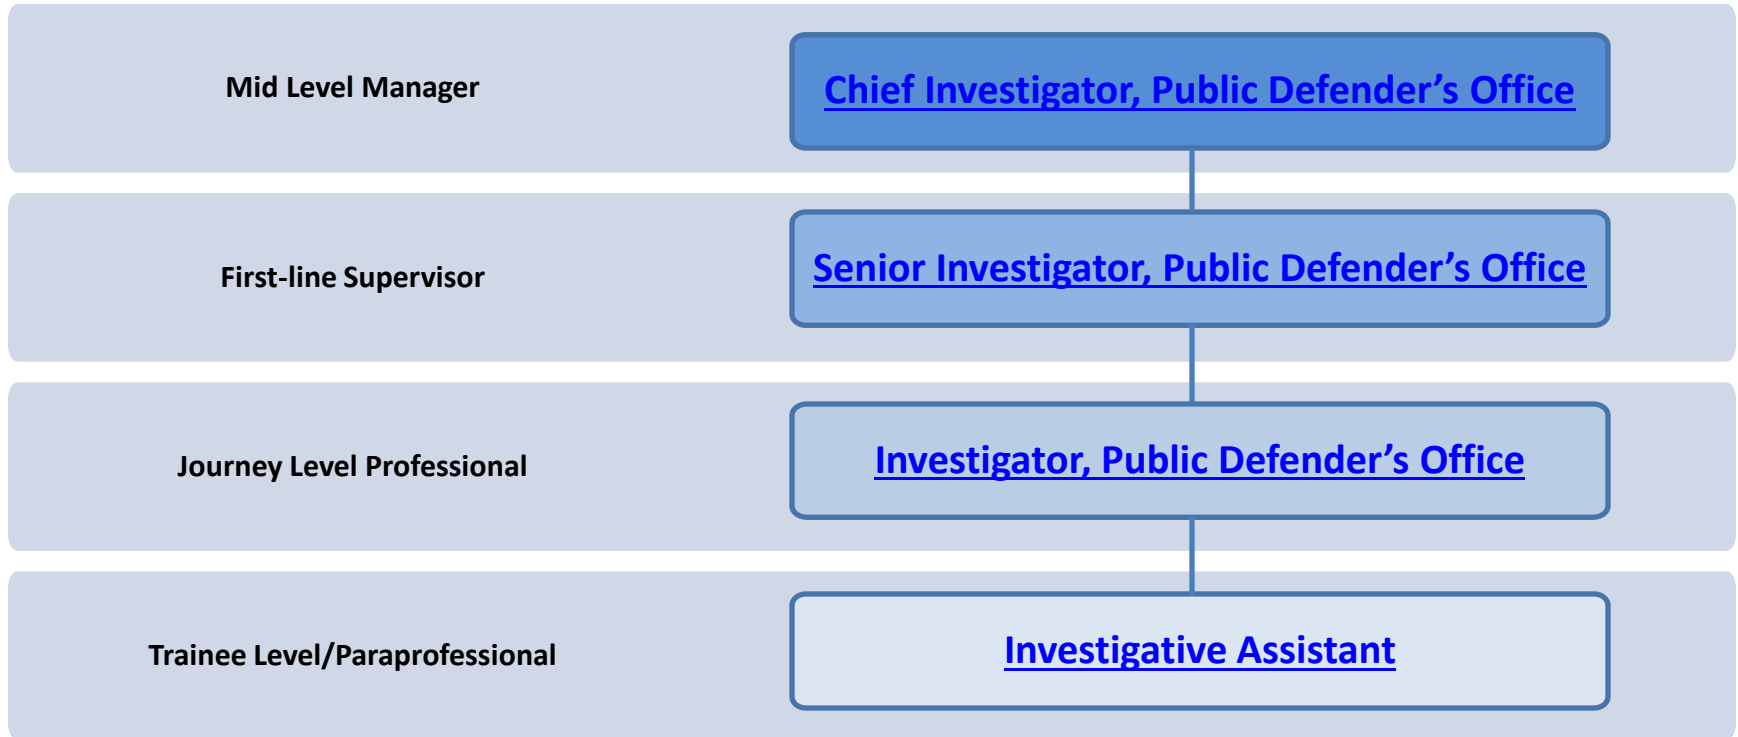 Mid Level Manager
Chief Investigator, Public Defender’s Office
First-line Supervisor
Senior Investigator, Public Defender’s Office
Journey Level Professional
Investigator, Public Defender’s Office
Trainee Level/Paraprofessional
Investigative Assistant